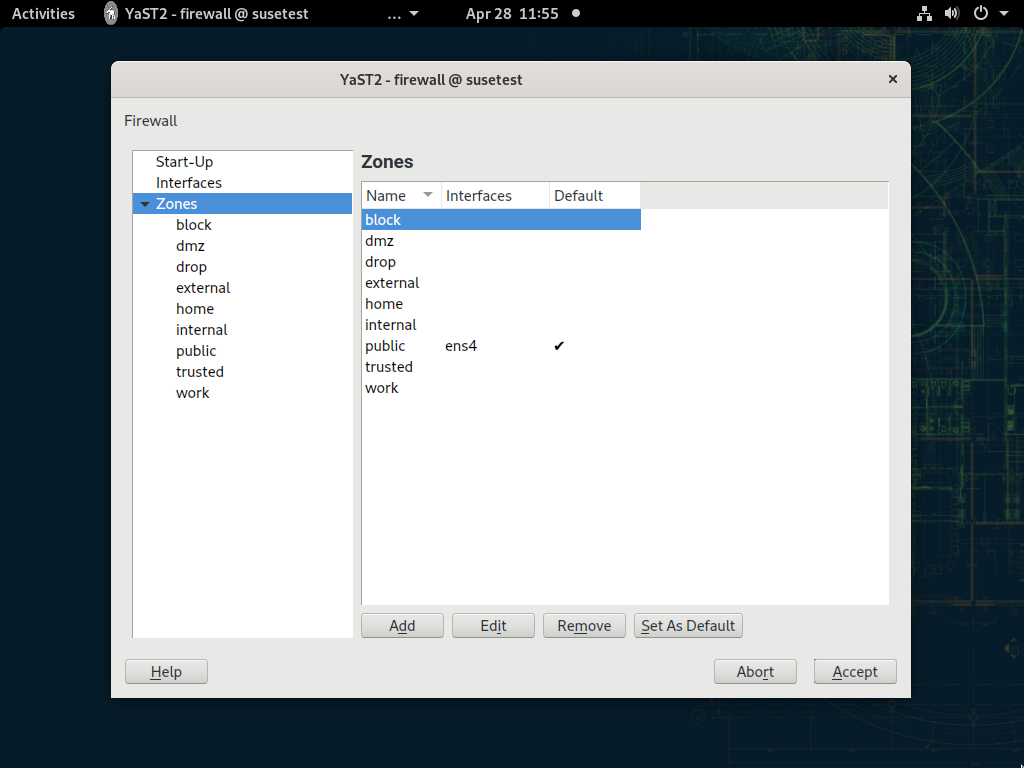 Activities YaST2 - firewall @ susetest ... Apr 28 11:55
YaST2 - firewall @ susetest
Firewall
Start-Up
Interfaces
Zones
block
dmz
drop
external
home
internal
public
trusted
work
Zones
Name Interfaces Default
block
dmz
drop
external
home
internal
public ens4 ✔
trusted
work
Add Edit Remove Set As Default
Help Abort Accept